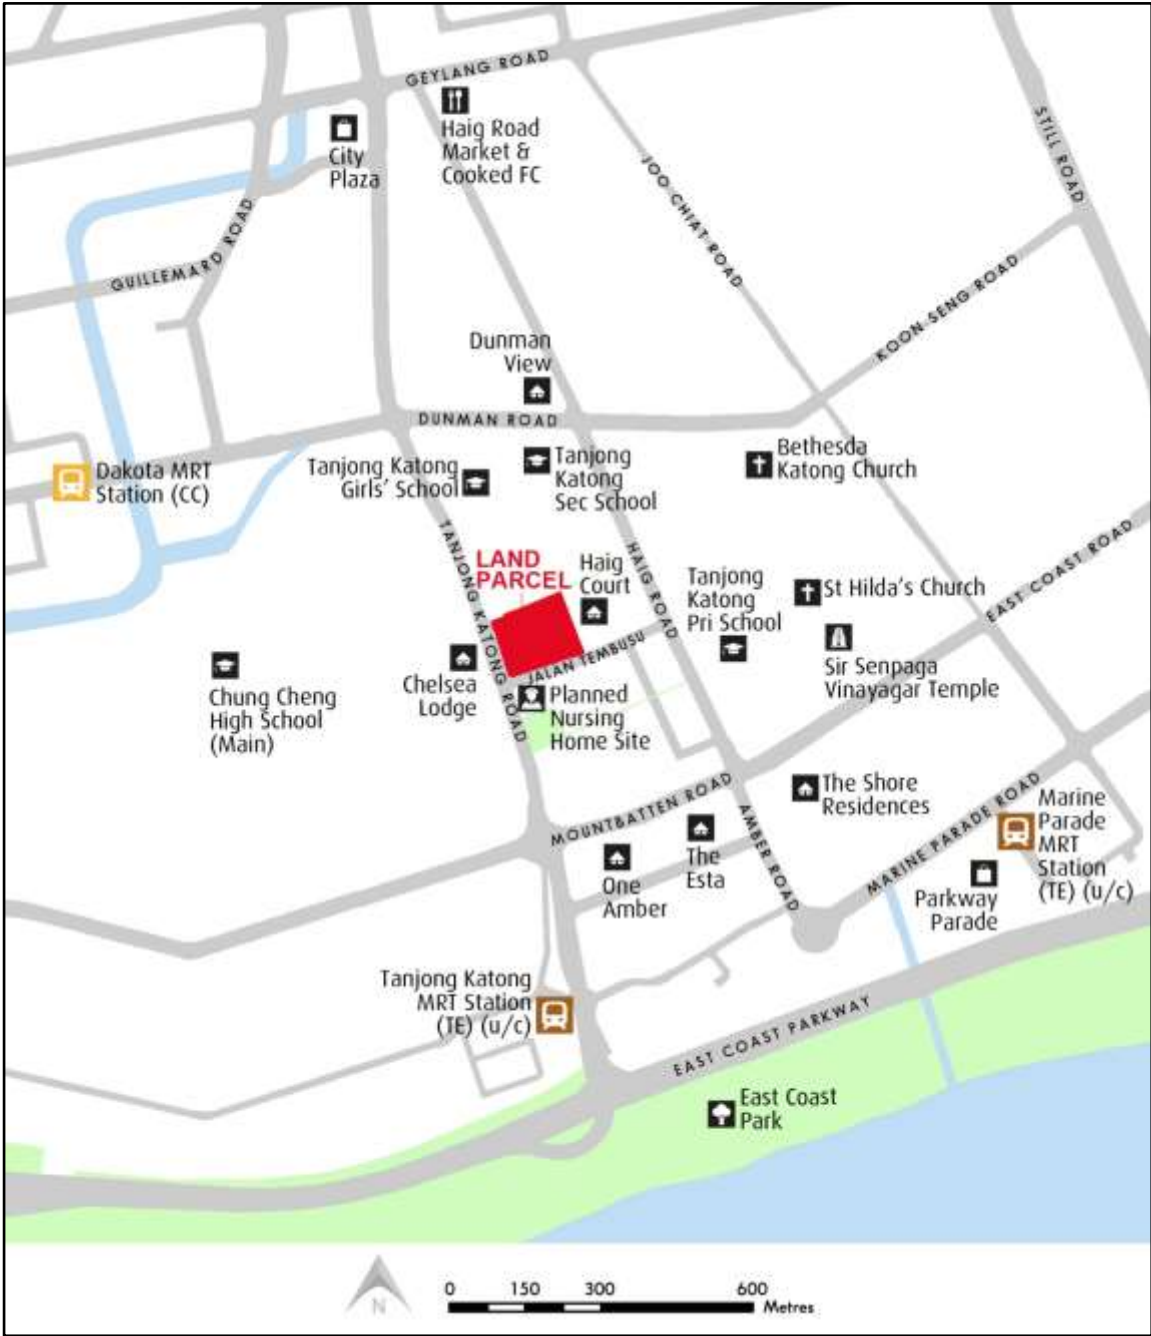 GEYLANG ROAD
Haig Road
Market &
Cooked FC
City
Plaza
STILL ROAD
JOO CHIAT ROAD
GUILLEMARD ROAD
KOON SENG ROAD
Dunman
View
DUNMAN ROAD
Dakota MRT
Station (CC)
Tanjong Katong
Girls' School
Tanjong
Katong
Sec School
Bethesda
Katong Church
TANJONG KATONG ROAD
LAND
PARCEL
Haig
Court
HAIG ROAD
Tanjong
Katong
Pri School
St Hilda's Church
EAST COAST ROAD
JALAN TEMBUSU
Sir Senpaga
Vinayagar Temple
Chung Cheng
High School
(Main)
Chelsea
Lodge
Planned
Nursing
Home Site
MOUNTBATTEN ROAD
The Shore
Residences
AMBER ROAD
MARINE PARADE ROAD
Marine
Parade
MRT
Station
(TE) (u/c)
The
Esta
One
Amber
Parkway
Parade
Tanjong Katong
MRT Station
(TE) (u/c)
EAST COAST PARKWAY
East Coast
Park
N
0 150 300 600
Metres